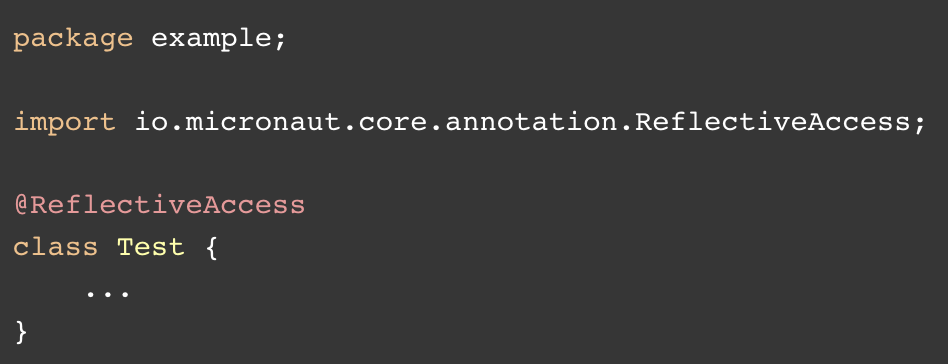 package example;
import io.micronaut.core.annotation.ReflectiveAccess;
@ReflectiveAccess
class Test {
    ...
}